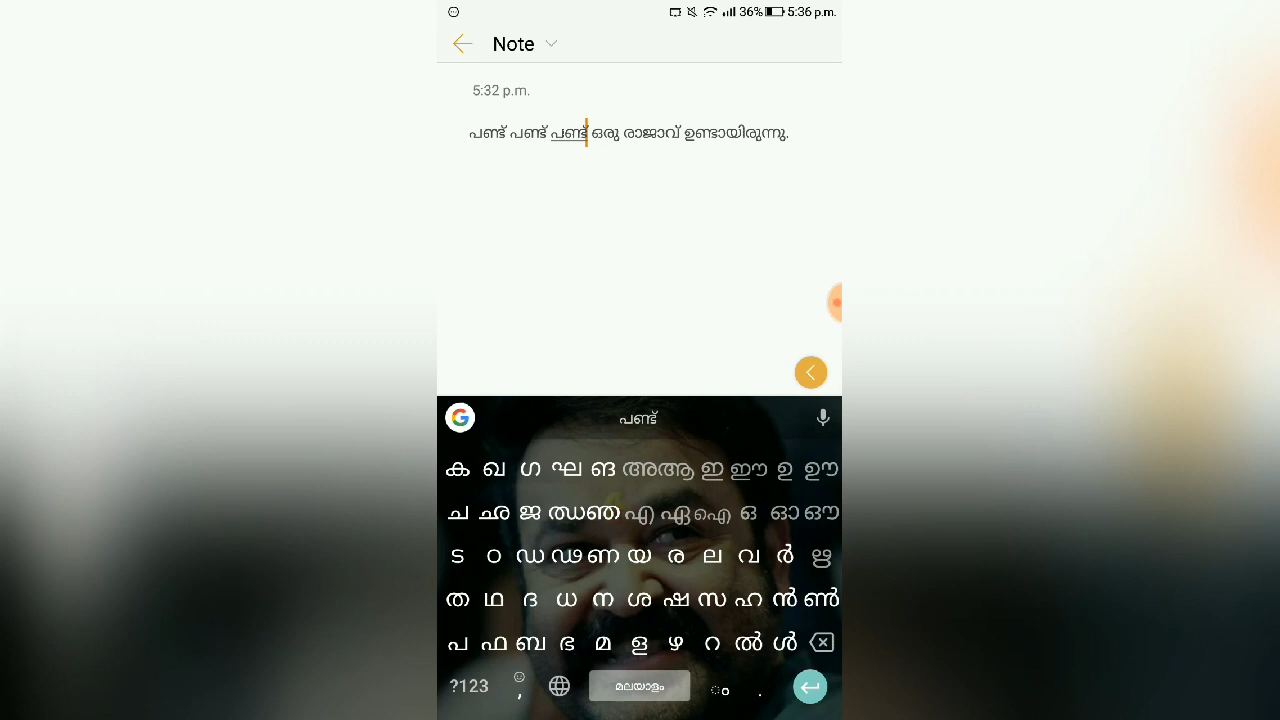 36% 5:36 p.m.
Note
5:32 p.m.
പണ്ട് പണ്ട് പണ്ട് ഒരു രാജാവ് ഉണ്ടായിരുന്നു.
പണ്ട്
ക ഖ ഗ ഘ ങ അ ആ ഇ ഈ ഉ ഊ
ച ഛ ജ ഝ ഞ എ ഏ ഐ ഒ ഓ ഔ
ട ഠ ഡ ഢ ണ യ ര ല വ ർ ഋ
ത ഥ ദ ധ ന ശ ഷ സ ഹ ൻ ൺ
പ ഫ ബ ഭ മ ള ഴ റ ൽ ൾ
?123 , മലയാളം ം .